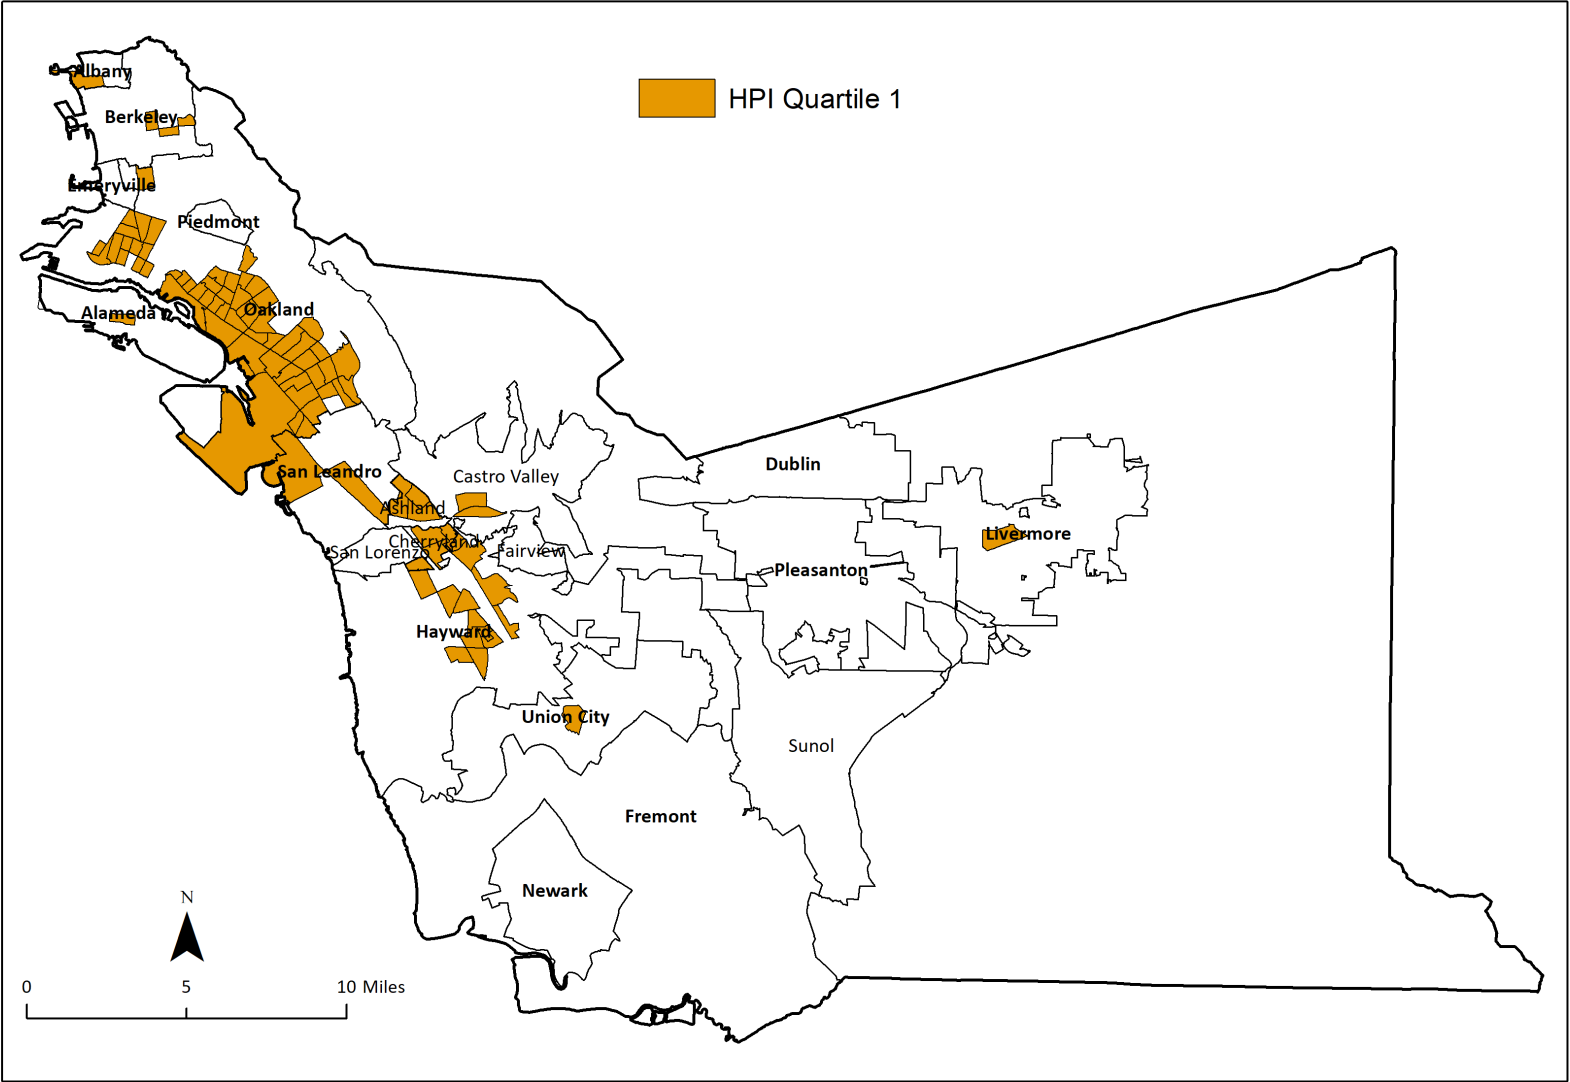 Albany
HPI Quartile 1
Berkeley
Emeryville
Piedmont
Oakland
Alameda
San Leandro
Castro Valley
Dublin
Ashland
Livermore
Cherryland
San Lorenzo
Fairview
Pleasanton
Hayward
Union City
Sunol
Fremont
Newark
N
0 5 10 Miles